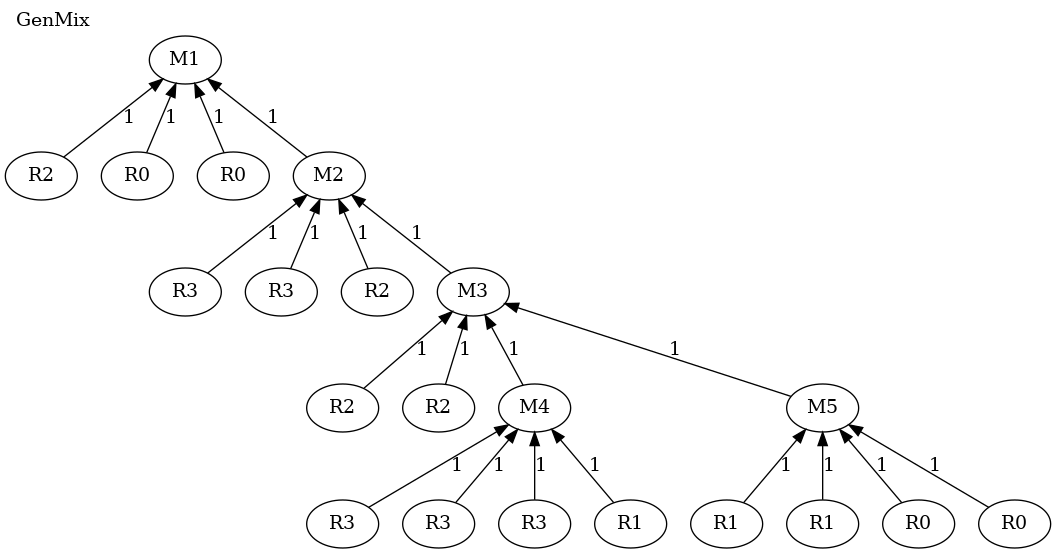 GenMix
M1
1 1 1 1
R2 R0 R0 M2
1 1 1 1
R3 R3 R2 M3
1 1 1 1
R2 R2 M4 M5
1 1 1 1 1 1 1 1
R3 R3 R3 R1 R1 R1 R0 R0